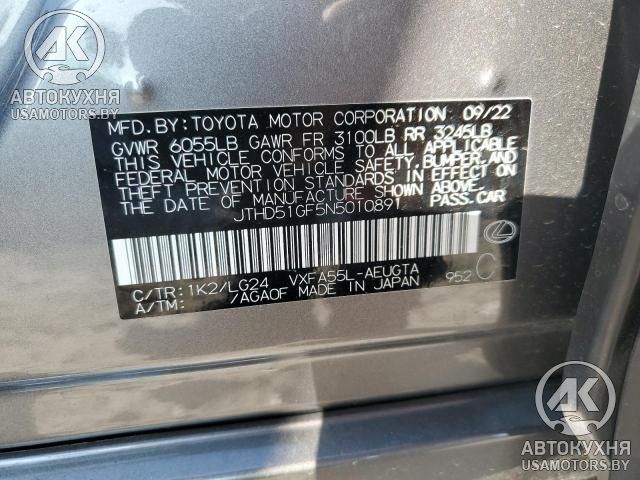 АВТОКУХНЯ
USAMOTORS.BY
MFD.BY:TOYOTA MOTOR CORPORATION 09/22
GVWR 6055LB GAWR FR 3100LB RR 3245LB
THIS VEHICLE CONFORMS TO ALL APPLICABLE
FEDERAL MOTOR VEHICLE SAFETY,BUMPER,AND
THEFT PREVENTION STANDARDS IN EFFECT ON
THE DATE OF MANUFACTURE SHOWN ABOVE.
JTHD51GF5N5010891 PASS.CAR
C/TR:1K2/LG24 VXFA55L-AEUGTA 952 C
A/TM: /AGA0F MADE IN JAPAN
АК
АВТОКУХНЯ
USAMOTORS.BY